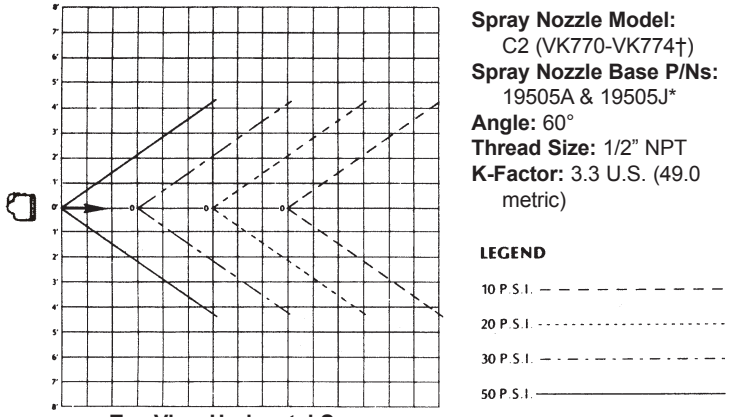 8'
7'
6'
5'
4'
3'
2'
1'
0'
1'
2'
3'
4'
5'
6'
7'
8'
0 0 0
Spray Nozzle Model:
C2 (VK770-VK774†)
Spray Nozzle Base P/Ns:
19505A & 19505J*
Angle: 60°
Thread Size: 1/2” NPT
K-Factor: 3.3 U.S. (49.0
metric)
LEGEND
10 P.S.I.
20 P.S.I.
30 P.S.I.
50 P.S.I.